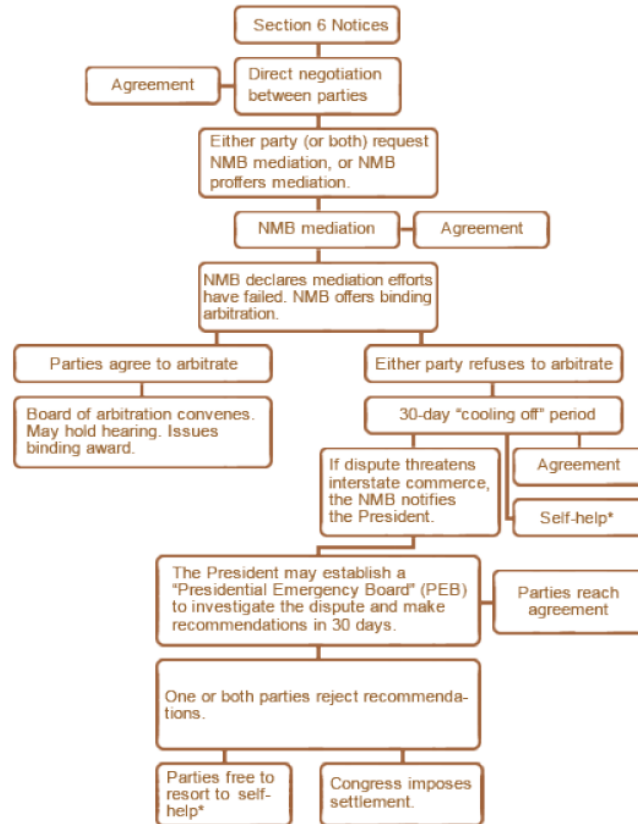 Section 6 Notices
Agreement
Direct negotiation
between parties
Either party (or both) request
NMB mediation, or NMB
proffers mediation.
NMB mediation
Agreement
NMB declares mediation efforts
have failed. NMB offers binding
arbitration.
Parties agree to arbitrate
Either party refuses to arbitrate
Board of arbitration convenes.
May hold hearing. Issues
binding award.
30-day “cooling off” period
If dispute threatens
interstate commerce,
the NMB notifies
the President.
Agreement
Self-help*
The President may establish a
“Presidential Emergency Board” (PEB)
to investigate the dispute and make
recommendations in 30 days.
Parties reach
agreement
One or both parties reject recommenda-
tions.
Parties free to
resort to self-
help*
Congress imposes
settlement.